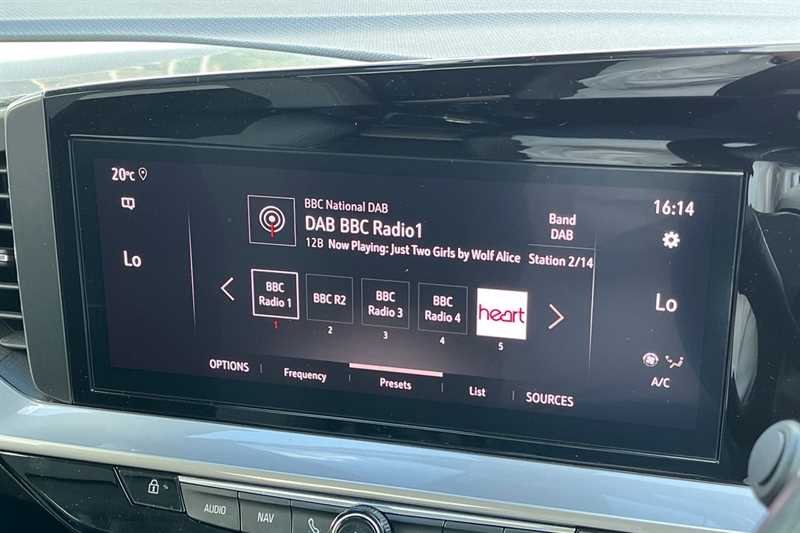 20°C
BBC National DAB
DAB BBC Radio1
12B Now Playing: Just Two Girls by Wolf Alice
Band
DAB
Station 2/14
16:14
Lo
Lo
BBC
Radio 1
BBC R2
BBC
Radio 3
BBC
Radio 4
heart
1
2
3
4
5
A/C
OPTIONS
Frequency
Presets
List
SOURCES
AUDIO
NAV